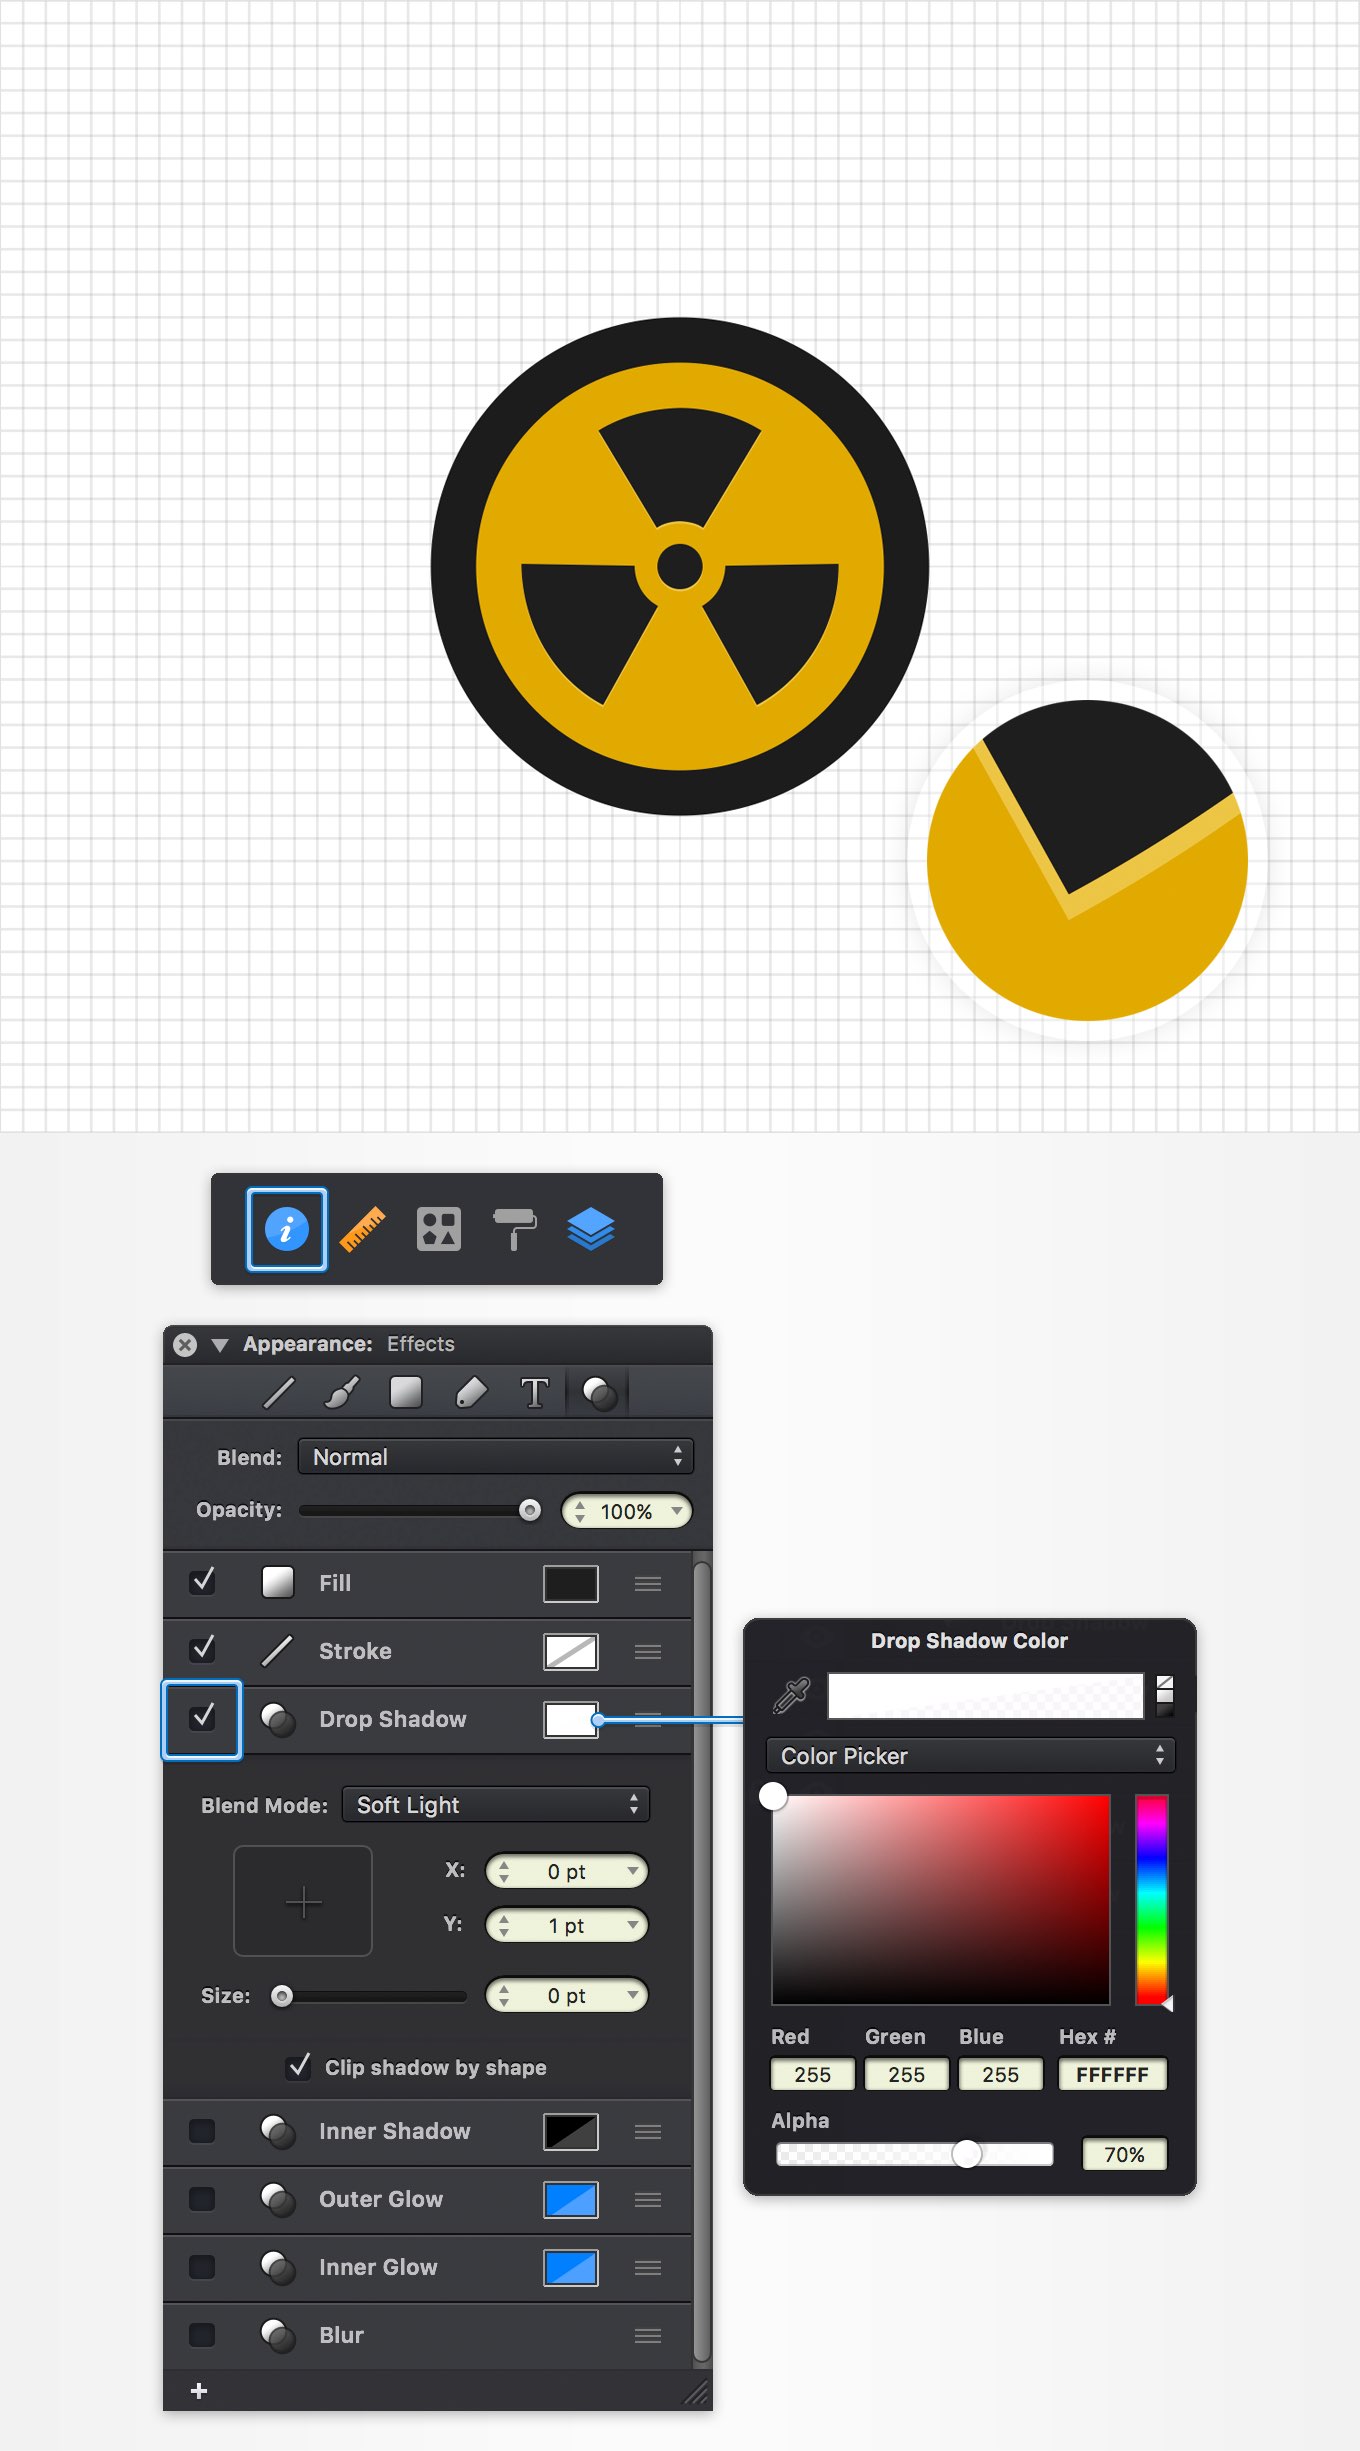 Appearance: Effects
T
Blend: Normal
Opacity: 100%
Fill
Stroke
Drop Shadow
Blend Mode: Soft Light
X: 0 pt
Y: 1 pt
Size: 0 pt
Clip shadow by shape
Inner Shadow
Outer Glow
Inner Glow
Blur
Drop Shadow Color
Color Picker
Red Green Blue Hex #
255 255 255 FFFFFF
Alpha
70%